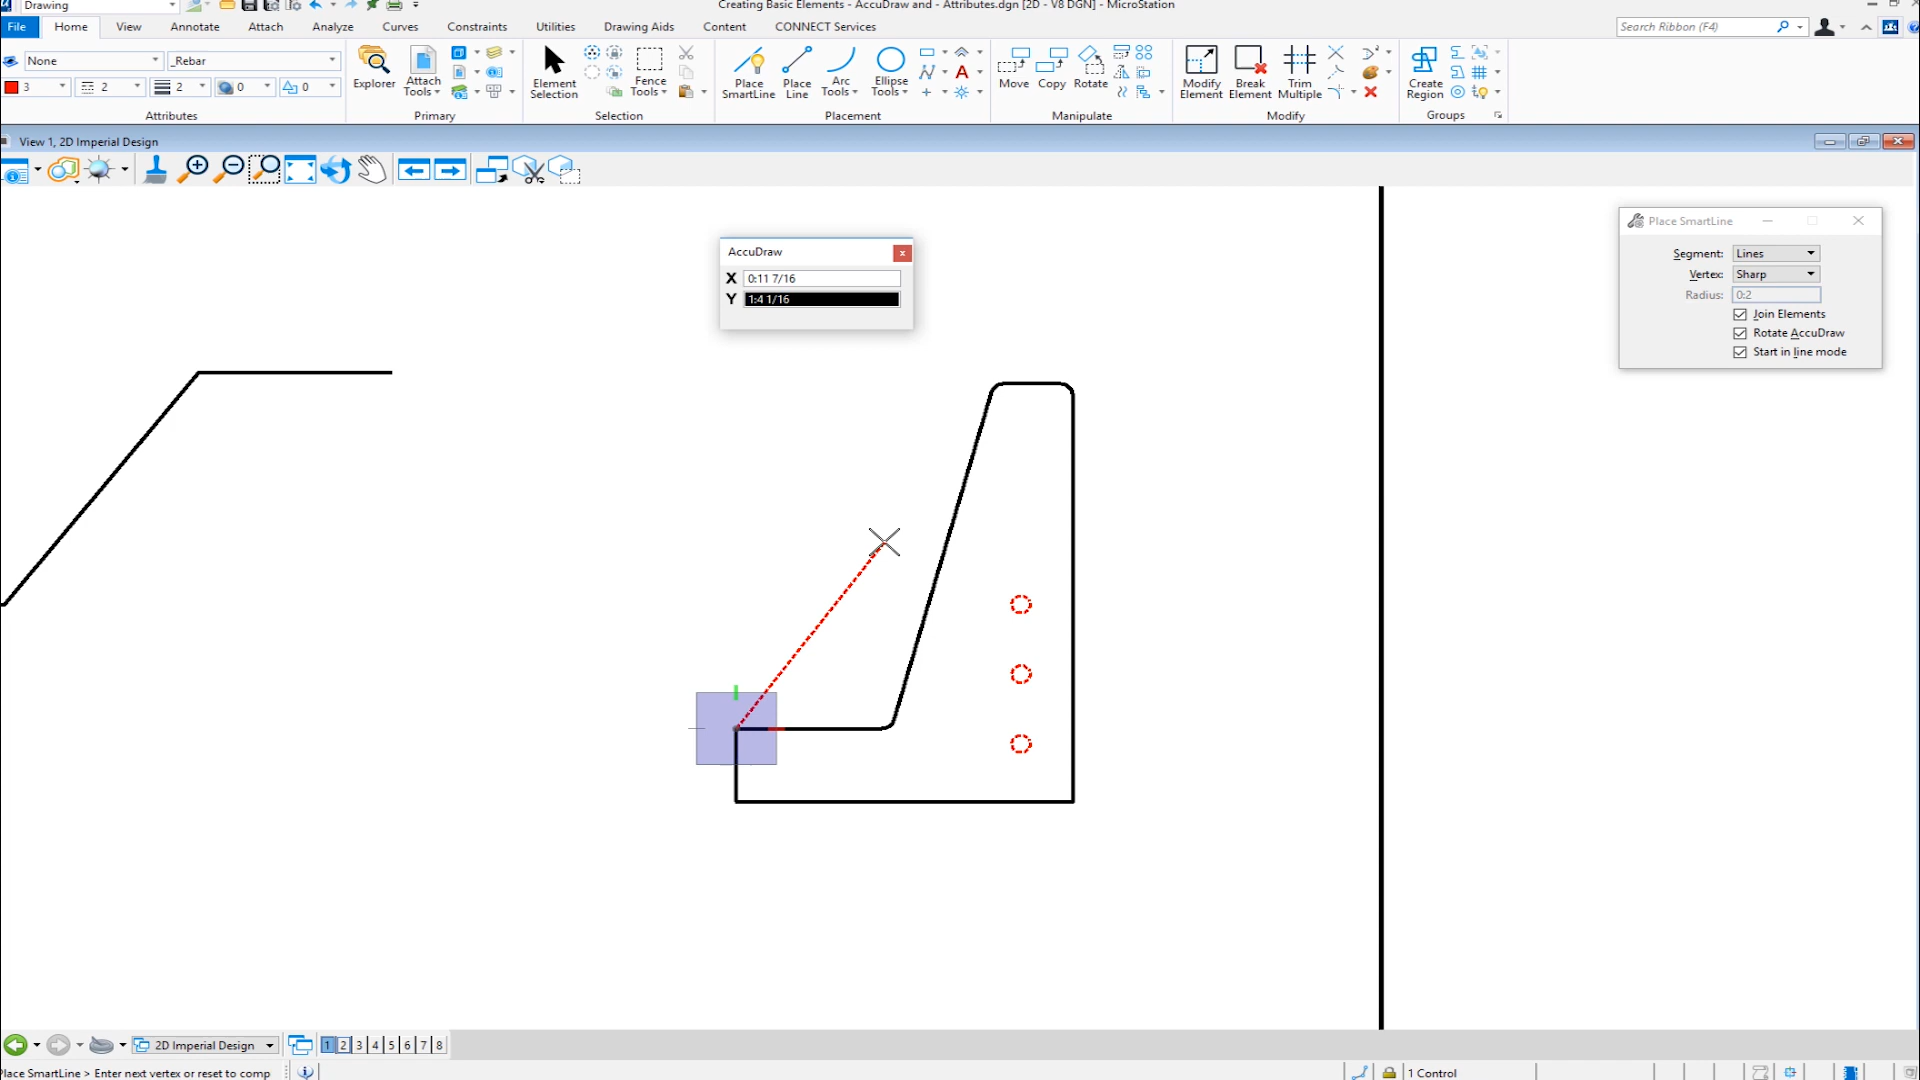 Drawing
Creating Basic Elements - AccuDraw and - Attributes.dgn [2D - V8 DGN] - MicroStation
File Home View Annotate Attach Analyze Curves Constraints Utilities Drawing Aids Content CONNECT Services Search Ribbon (F4)
None _Rebar
3 2 2 0 0
Explorer Attach Tools Element Selection Fence Tools Place SmartLine Place Line Arc Tools Ellipse Tools Move Copy Rotate Modify Element Break Element Trim Multiple Create Region
Attributes Primary Selection Placement Manipulate Modify Groups
View 1, 2D Imperial Design
Place SmartLine
Segment: Lines
Vertex: Sharp
Radius: 0:2
Join Elements
Rotate AccuDraw
Start in line mode
AccuDraw
X 0:11 7/16
Y 1:4 1/16
2D Imperial Design 1 2 3 4 5 6 7 8
Place SmartLine > Enter next vertex or reset to comp
1 Control